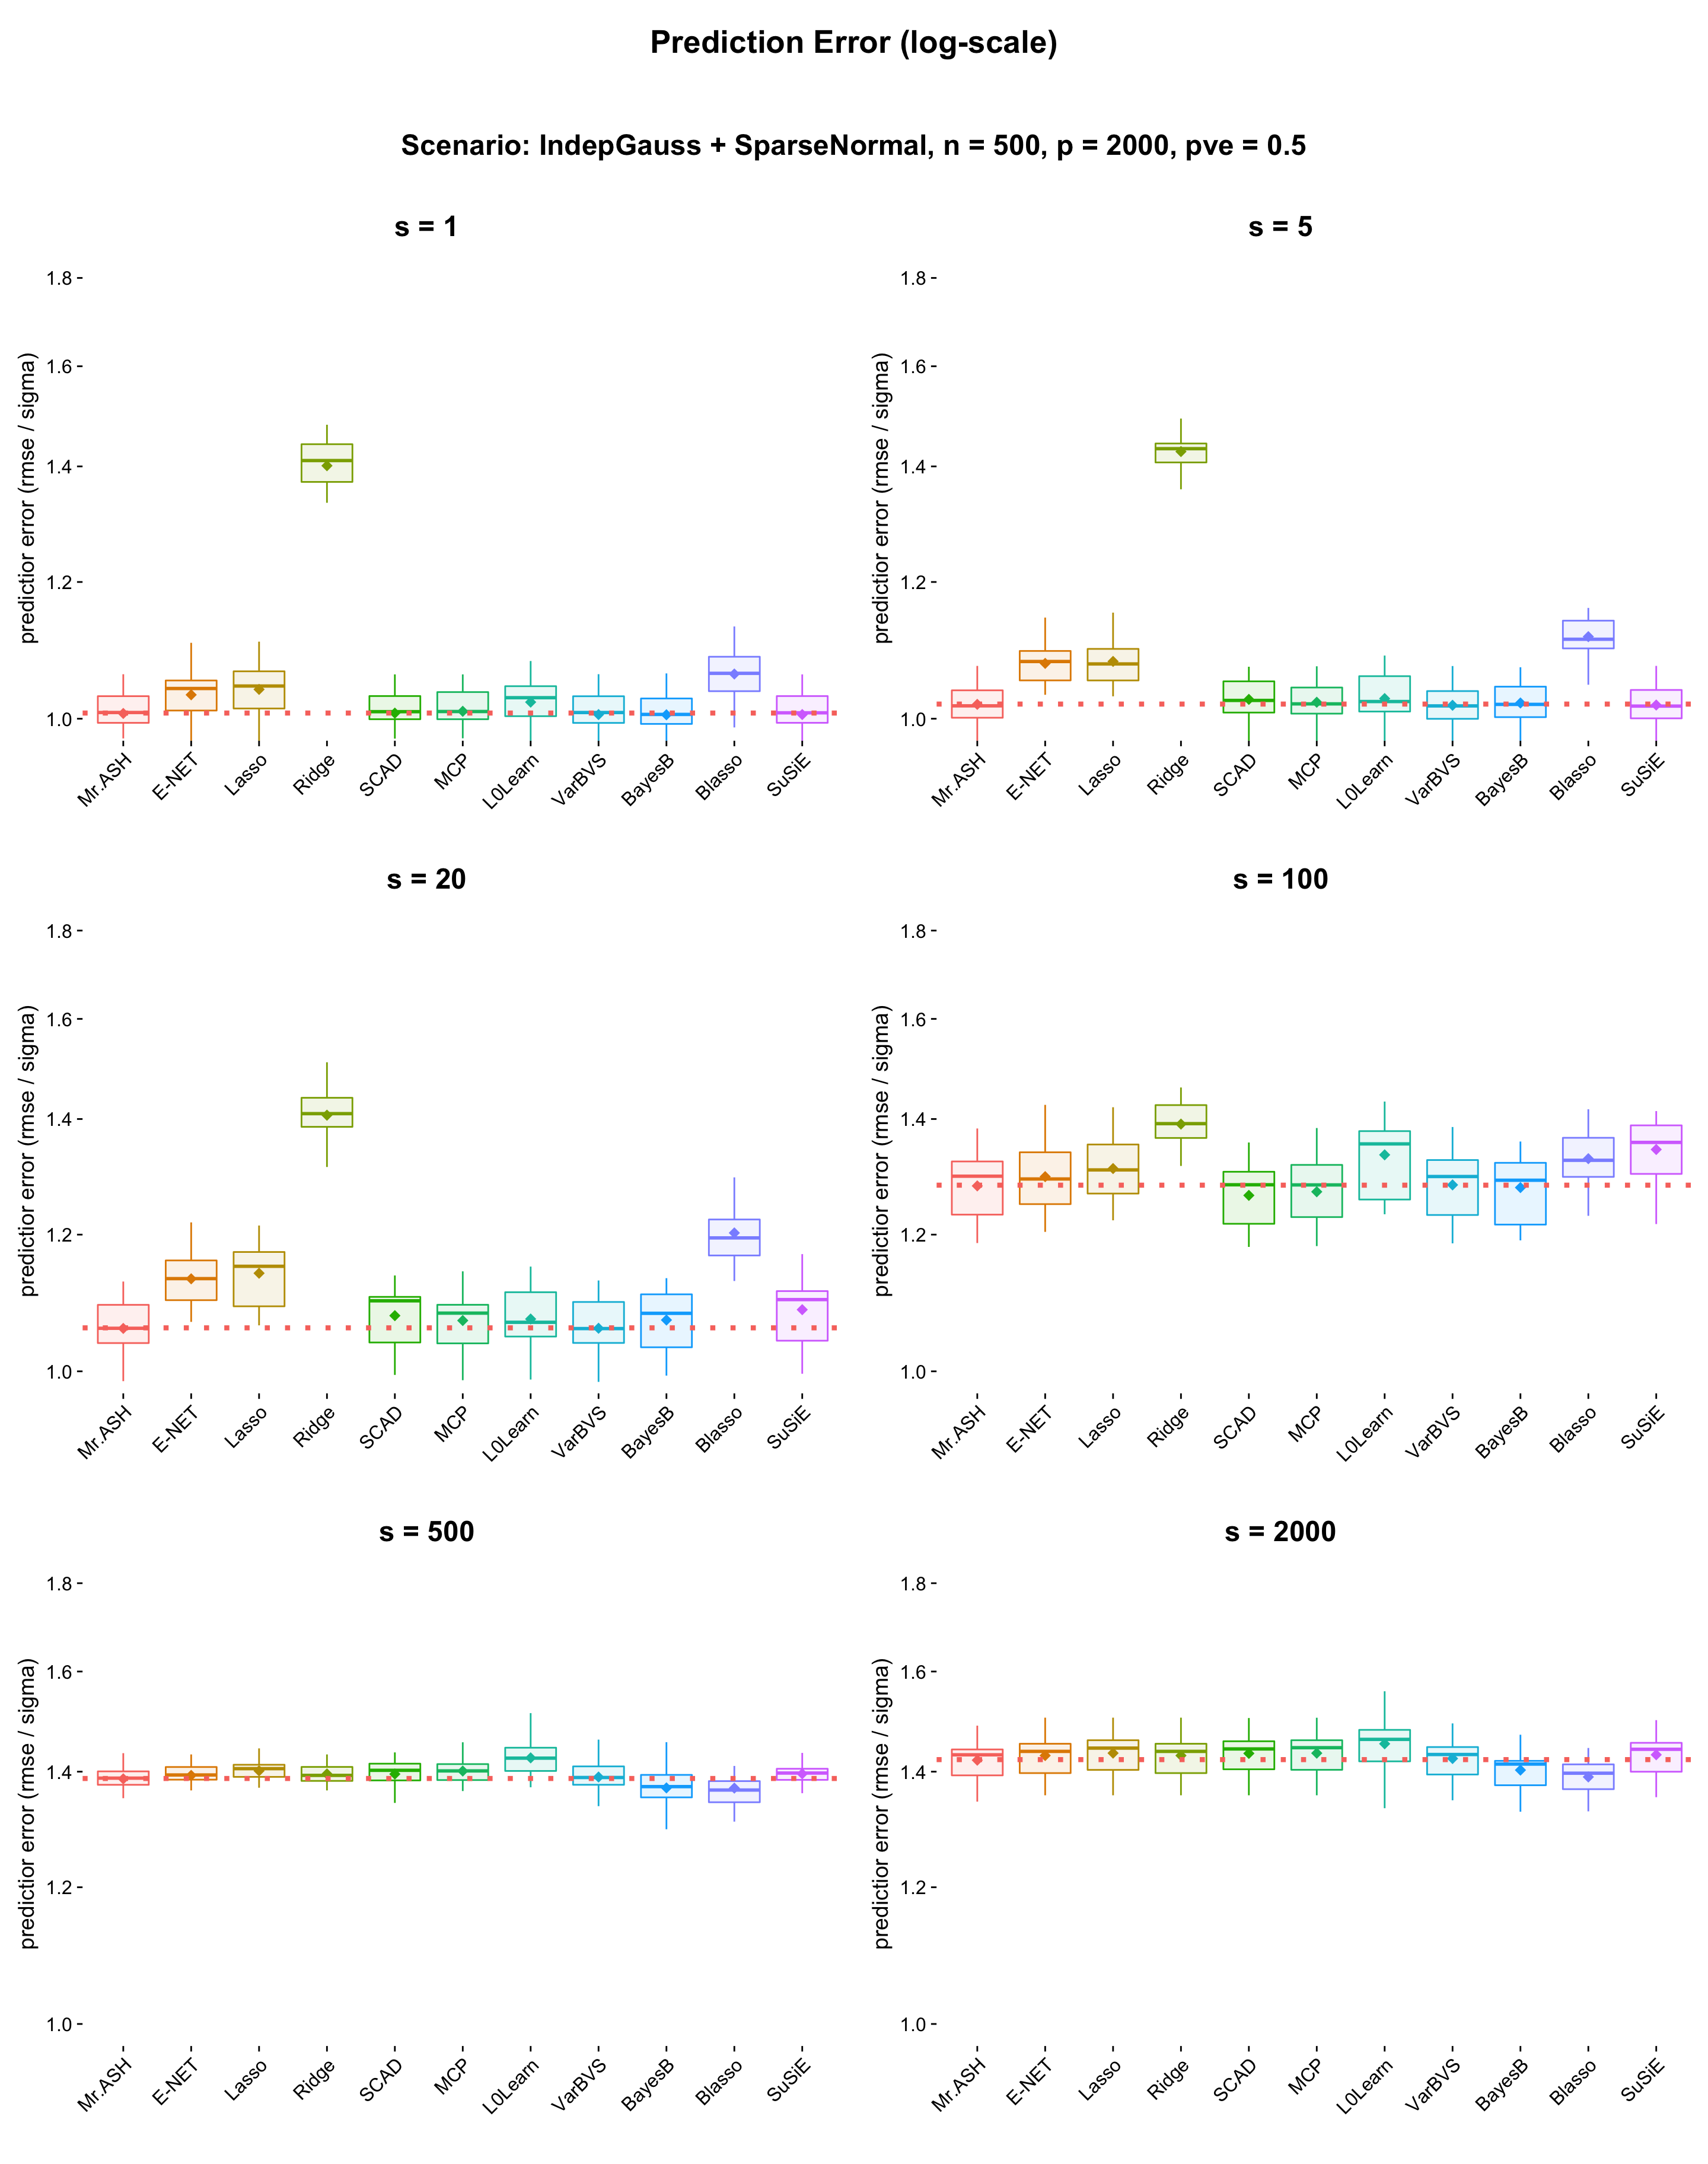 Prediction Error (log-scale)
Scenario: IndepGauss + SparseNormal, n = 500, p = 2000, pve = 0.5
s = 1
1.8
1.6
1.4
1.2
1.0
predictior error (rmse / sigma)
Mr.ASH E-NET Lasso Ridge SCAD MCP L0Learn VarBVS BayesB Blasso SuSiE
s = 5
1.8
1.6
1.4
1.2
1.0
predictior error (rmse / sigma)
Mr.ASH E-NET Lasso Ridge SCAD MCP L0Learn VarBVS BayesB Blasso SuSiE
s = 20
1.8
1.6
1.4
1.2
1.0
predictior error (rmse / sigma)
Mr.ASH E-NET Lasso Ridge SCAD MCP L0Learn VarBVS BayesB Blasso SuSiE
s = 100
1.8
1.6
1.4
1.2
1.0
predictior error (rmse / sigma)
Mr.ASH E-NET Lasso Ridge SCAD MCP L0Learn VarBVS BayesB Blasso SuSiE
s = 500
1.8
1.6
1.4
1.2
1.0
predictior error (rmse / sigma)
Mr.ASH E-NET Lasso Ridge SCAD MCP L0Learn VarBVS BayesB Blasso SuSiE
s = 2000
1.8
1.6
1.4
1.2
1.0
predictior error (rmse / sigma)
Mr.ASH E-NET Lasso Ridge SCAD MCP L0Learn VarBVS BayesB Blasso SuSiE